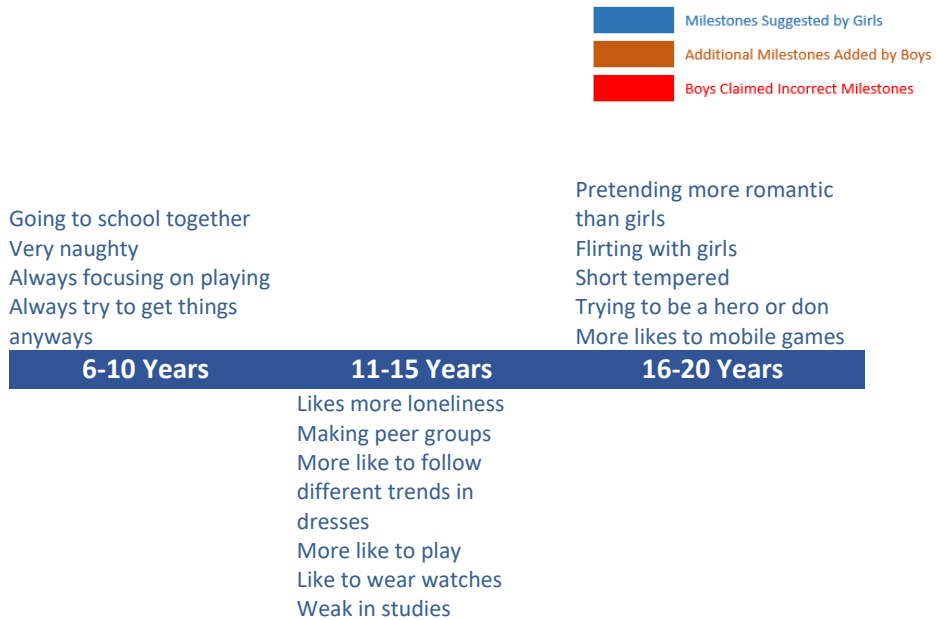 Milestones Suggested by Girls
Additional Milestones Added by Boys
Boys Claimed Incorrect Milestones
Going to school together
Very naughty
Always focusing on playing
Always try to get things
anyways
Pretending more romantic
than girls
Flirting with girls
Short tempered
Trying to be a hero or don
More likes to mobile games
6-10 Years
11-15 Years
16-20 Years
Likes more loneliness
Making peer groups
More like to follow
different trends in
dresses
More like to play
Like to wear watches
Weak in studies